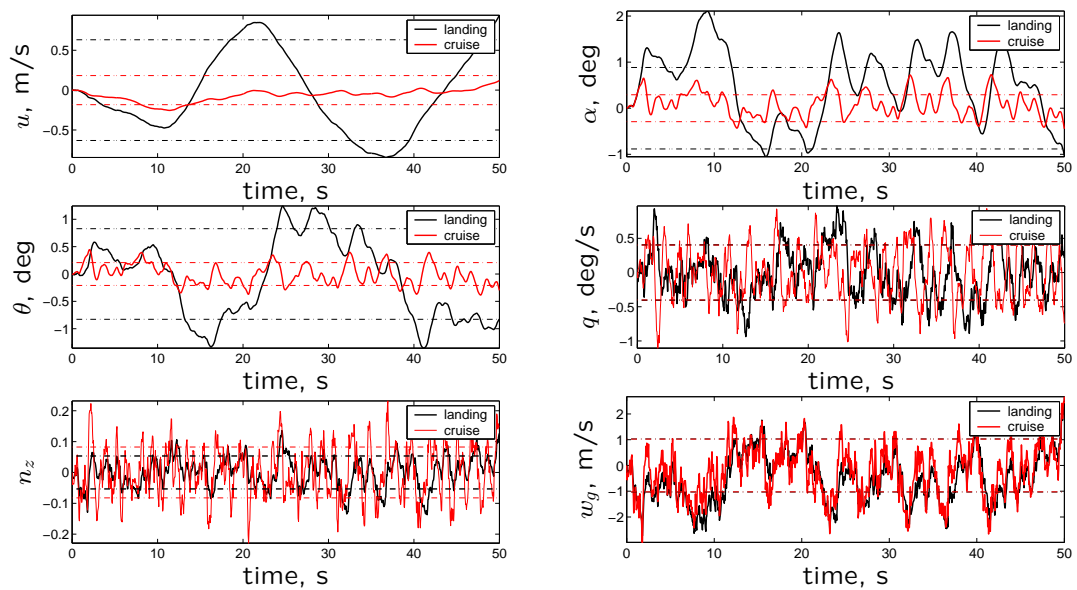 u, m/s
0.5
0
−0.5
landing
cruise
0 10 20 30 40 50
time, s
α, deg
2
1
0
−1
landing
cruise
0 10 20 30 40 50
time, s
θ, deg
1
0.5
0
−0.5
−1
landing
cruise
0 10 20 30 40 50
time, s
q, deg/s
0.5
0
−0.5
−1
landing
cruise
0 10 20 30 40 50
time, s
n_z
0.2
0.1
0
−0.1
−0.2
landing
cruise
0 10 20 30 40 50
time, s
w_g, m/s
2
1
0
−1
−2
landing
cruise
0 10 20 30 40 50
time, s